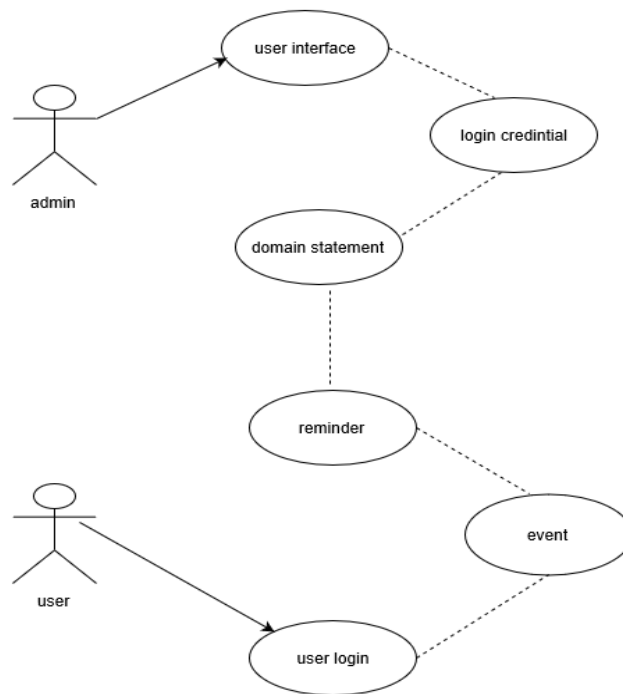 user interface
login credintial
admin
domain statement
reminder
event
user
user login